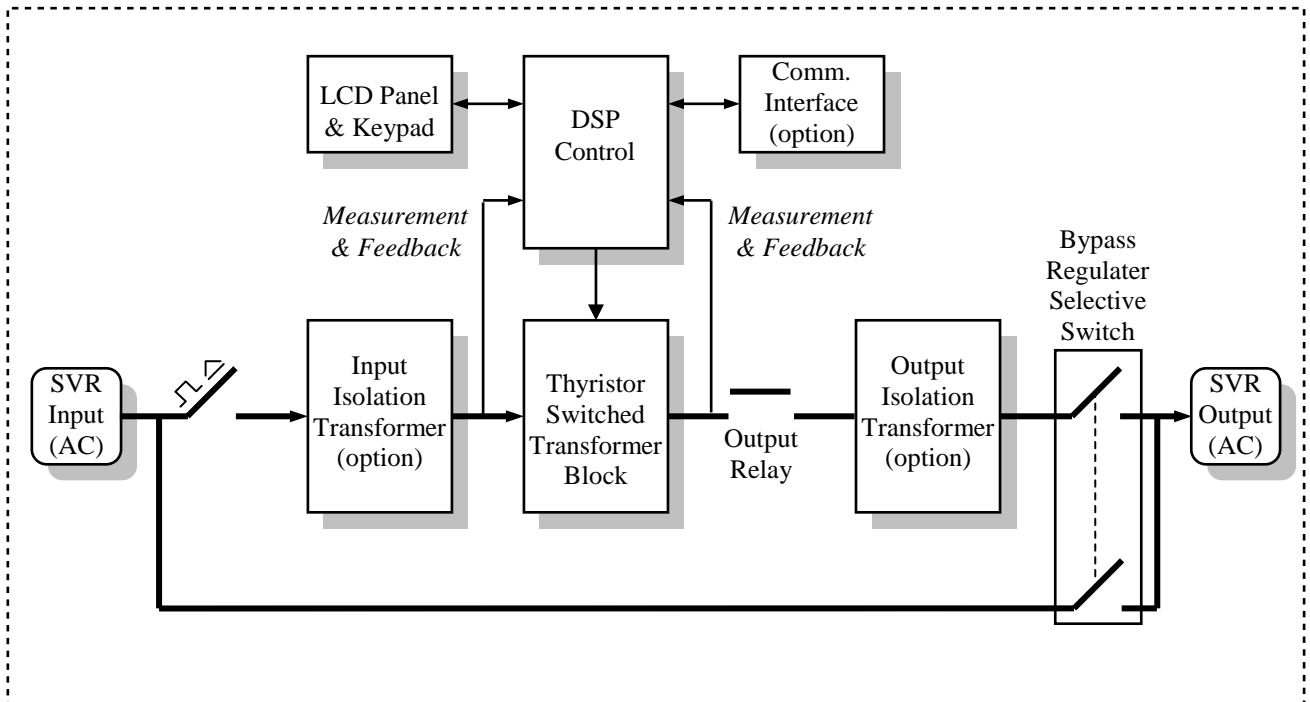 LCD Panel
& Keypad
DSP
Control
Comm.
Interface
(option)
Measurement
& Feedback
Measurement
& Feedback
Bypass
Regulater
Selective
Switch
SVR
Input
(AC)
Input
Isolation
Transformer
(option)
Thyristor
Switched
Transformer
Block
Output
Relay
Output
Isolation
Transformer
(option)
SVR
Output
(AC)